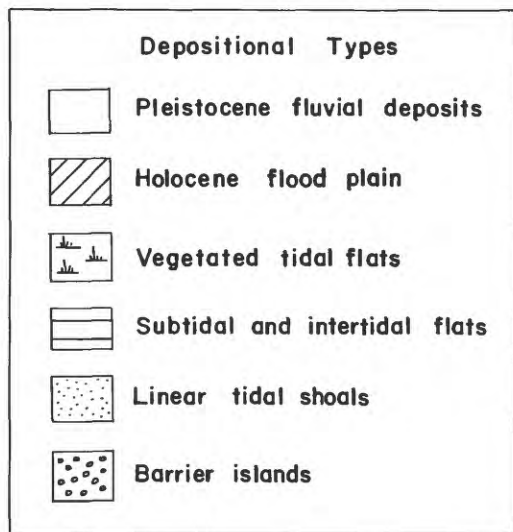 Depositional Types
Pleistocene fluvial deposits
Holocene flood plain
Vegetated tidal flats
Subtidal and intertidal flats
Linear tidal shoals
Barrier islands